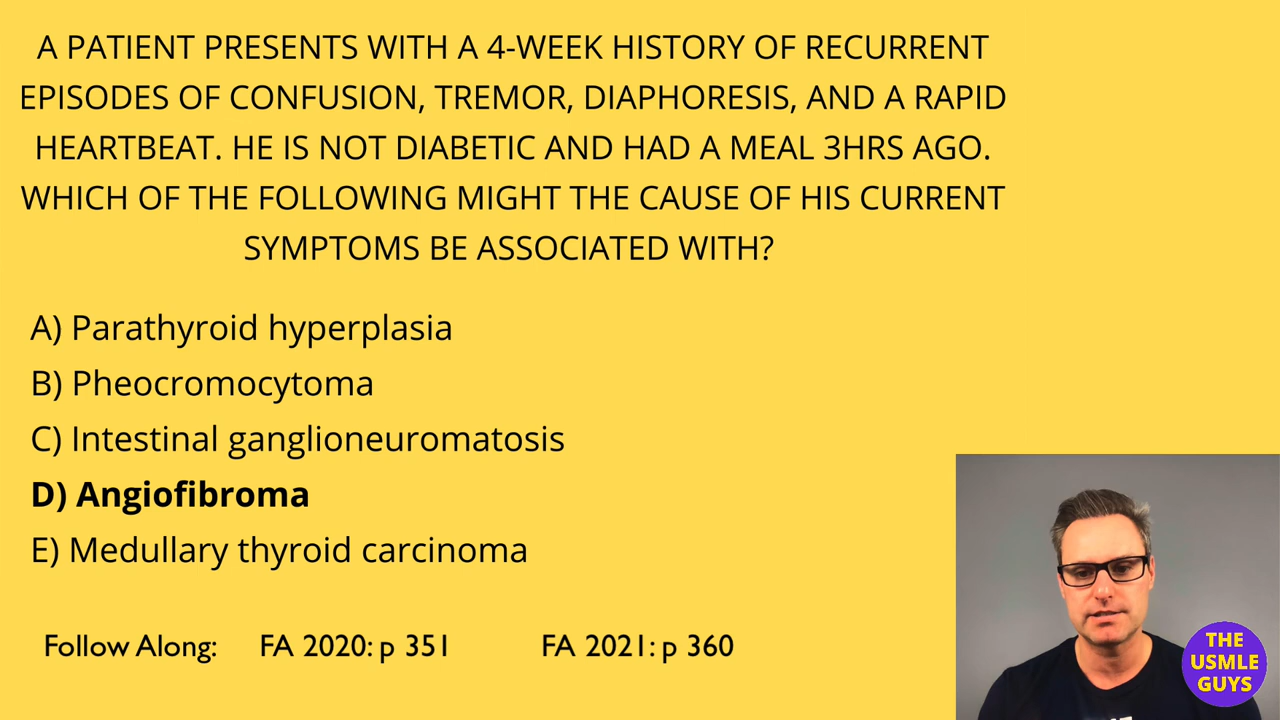 A PATIENT PRESENTS WITH A 4-WEEK HISTORY OF RECURRENT
EPISODES OF CONFUSION, TREMOR, DIAPHORESIS, AND A RAPID
HEARTBEAT. HE IS NOT DIABETIC AND HAD A MEAL 3HRS AGO.
WHICH OF THE FOLLOWING MIGHT THE CAUSE OF HIS CURRENT
SYMPTOMS BE ASSOCIATED WITH?
A) Parathyroid hyperplasia
B) Pheocromocytoma
C) Intestinal ganglioneuromatosis
D) Angiofibroma
E) Medullary thyroid carcinoma
Follow Along: FA 2020: p 351 FA 2021: p 360
THE
USMLE
GUYS